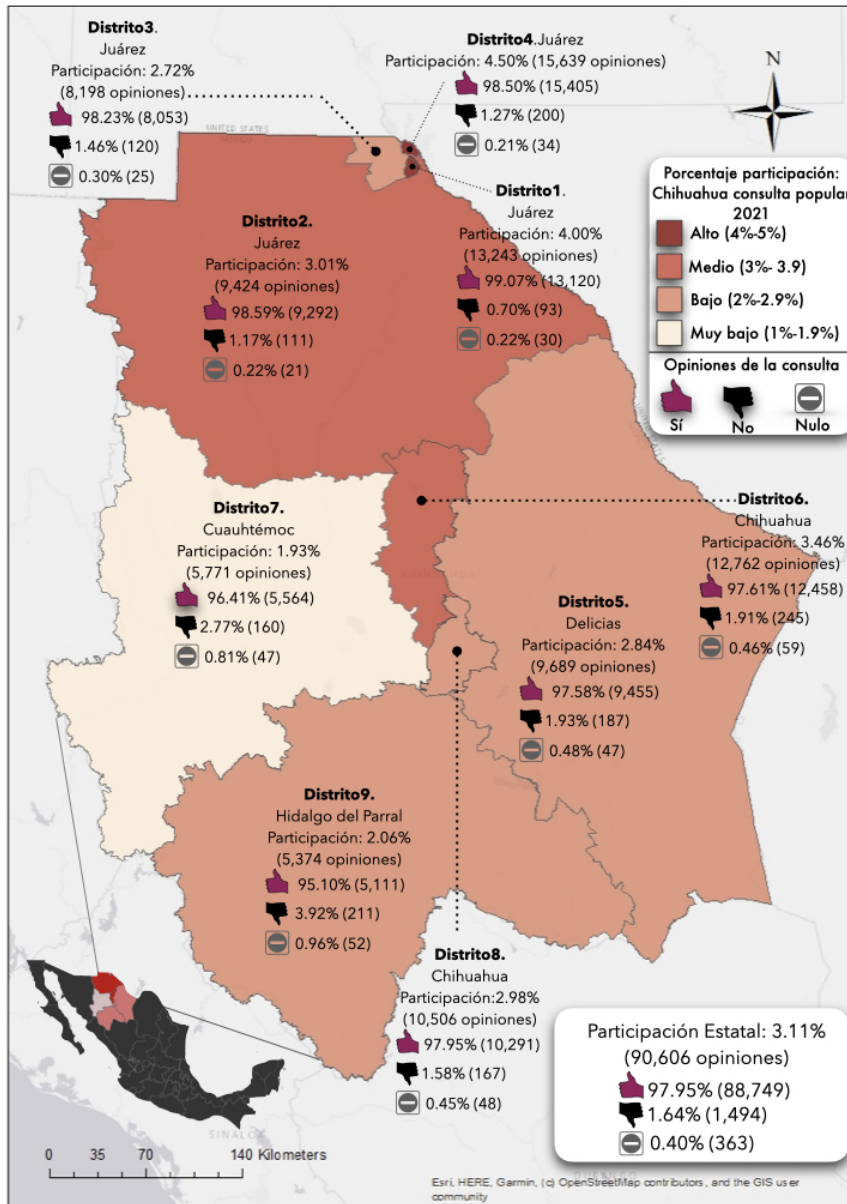 Distrito3.
Juárez
Participación: 2.72%
(8,198 opiniones)
98.23% (8,053)
1.46% (120)
0.30% (25)
Distrito4.Juárez
Participación: 4.50% (15,639 opiniones)
98.50% (15,405)
1.27% (200)
0.21% (34)
N
UNITED STATES
Distrito1.
Juárez
Participación: 4.00%
(13,243 opiniones)
99.07% (13,120)
0.70% (93)
0.22% (30)
Distrito2.
Juárez
Participación: 3.01%
(9,424 opiniones)
98.59% (9,292)
1.17% (111)
0.22% (21)
Porcentaje participación:
Chihuahua consulta popular
2021
Alto (4%-5%)
Medio (3%- 3.9)
Bajo (2%-2.9%)
Muy bajo (1%-1.9%)
Opiniones de la consulta
Sí
No
Nulo
Distrito7.
Cuauhtémoc
Participación: 1.93%
(5,771 opiniones)
96.41% (5,564)
2.77% (160)
0.81% (47)
Distrito6.
Chihuahua
Participación: 3.46%
(12,762 opiniones)
97.61% (12,458)
1.91% (245)
0.46% (59)
CHIHUAHUA
Distrito5.
Delicias
Participación: 2.84%
(9,689 opiniones)
97.58% (9,455)
1.93% (187)
0.48% (47)
Distrito9.
Hidalgo del Parral
Participación: 2.06%
(5,374 opiniones)
95.10% (5,111)
3.92% (211)
0.96% (52)
Distrito8.
Chihuahua
Participación:2.98%
(10,506 opiniones)
97.95% (10,291)
1.58% (167)
0.45% (48)
Participación Estatal: 3.11%
(90,606 opiniones)
97.95% (88,749)
1.64% (1,494)
0.40% (363)
SINALOA
0 35 70 140 Kilometers
DURANGO
Esri, HERE, Garmin, (c) OpenStreetMap contributors, and the GIS user
community